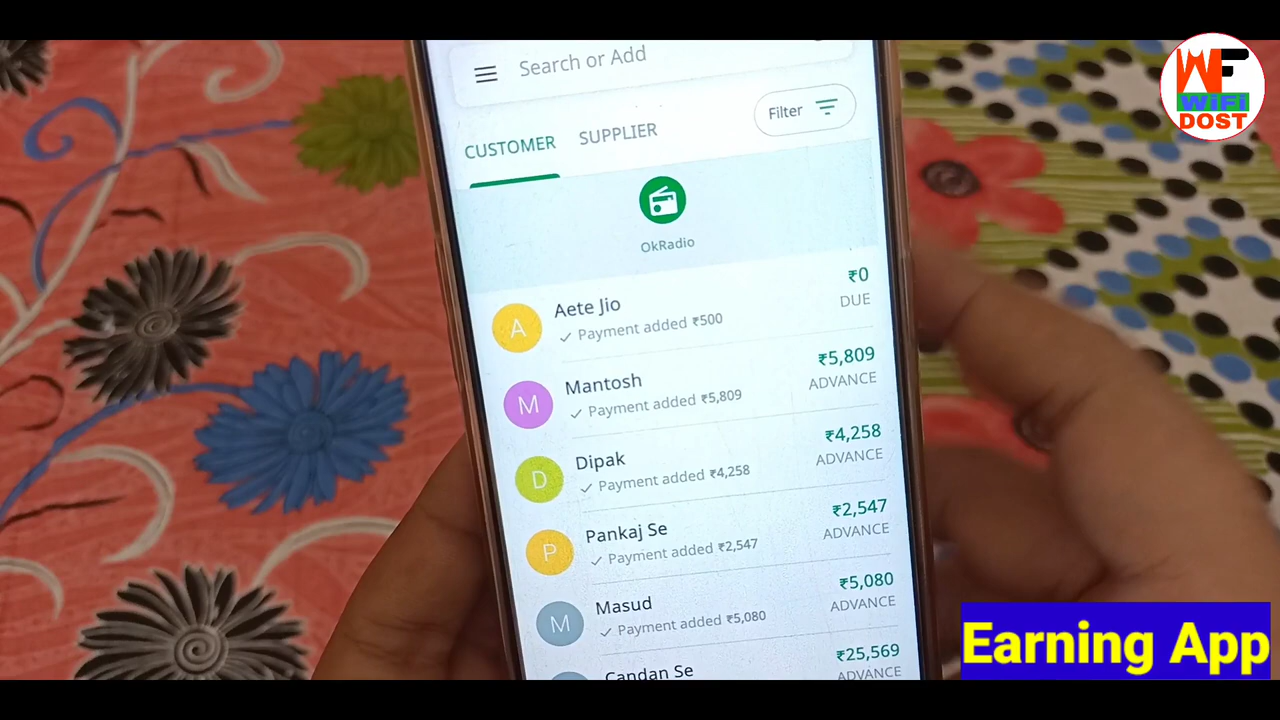 Search or Add
Filter
CUSTOMER SUPPLIER
OkRadio
A Aete Jio ₹0
Payment added ₹500 DUE
M Mantosh ₹5,809
Payment added ₹5,809 ADVANCE
D Dipak ₹4,258
Payment added ₹4,258 ADVANCE
P Pankaj Se ₹2,547
Payment added ₹2,547 ADVANCE
M Masud ₹5,080
Payment added ₹5,080 ADVANCE
Candan Se ₹25,569
ADVANCE
WF
WiFi
DOST
Earning App